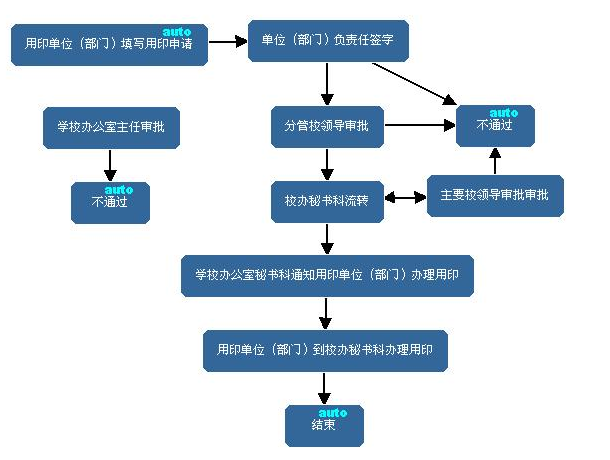 auto
用印单位（部门）填写用印申请
单位（部门）负责任签字
学校办公室主任审批
分管校领导审批
auto
不通过
auto
不通过
校办秘书科流转
主要校领导审批审批
学校办公室秘书科通知用印单位（部门）办理用印
用印单位（部门）到校办秘书科办理用印
auto
结束